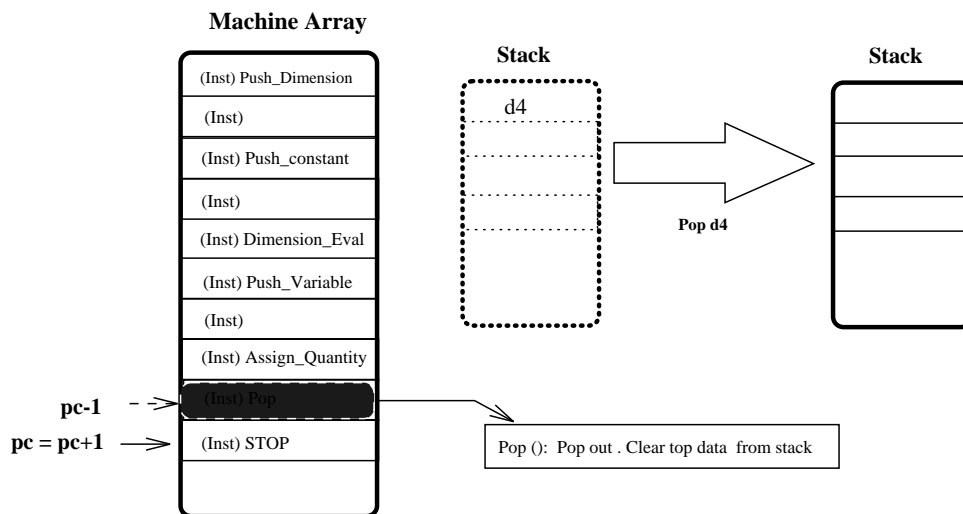 Machine Array
Stack
Stack
(Inst) Push_Dimension
d4
(Inst)
(Inst) Push_constant
(Inst)
Pop d4
(Inst) Dimension_Eval
(Inst) Push_Variable
(Inst)
(Inst) Assign_Quantity
(Inst) Pop
pc-1
pc = pc+1
(Inst) STOP
Pop (): Pop out . Clear top data from stack